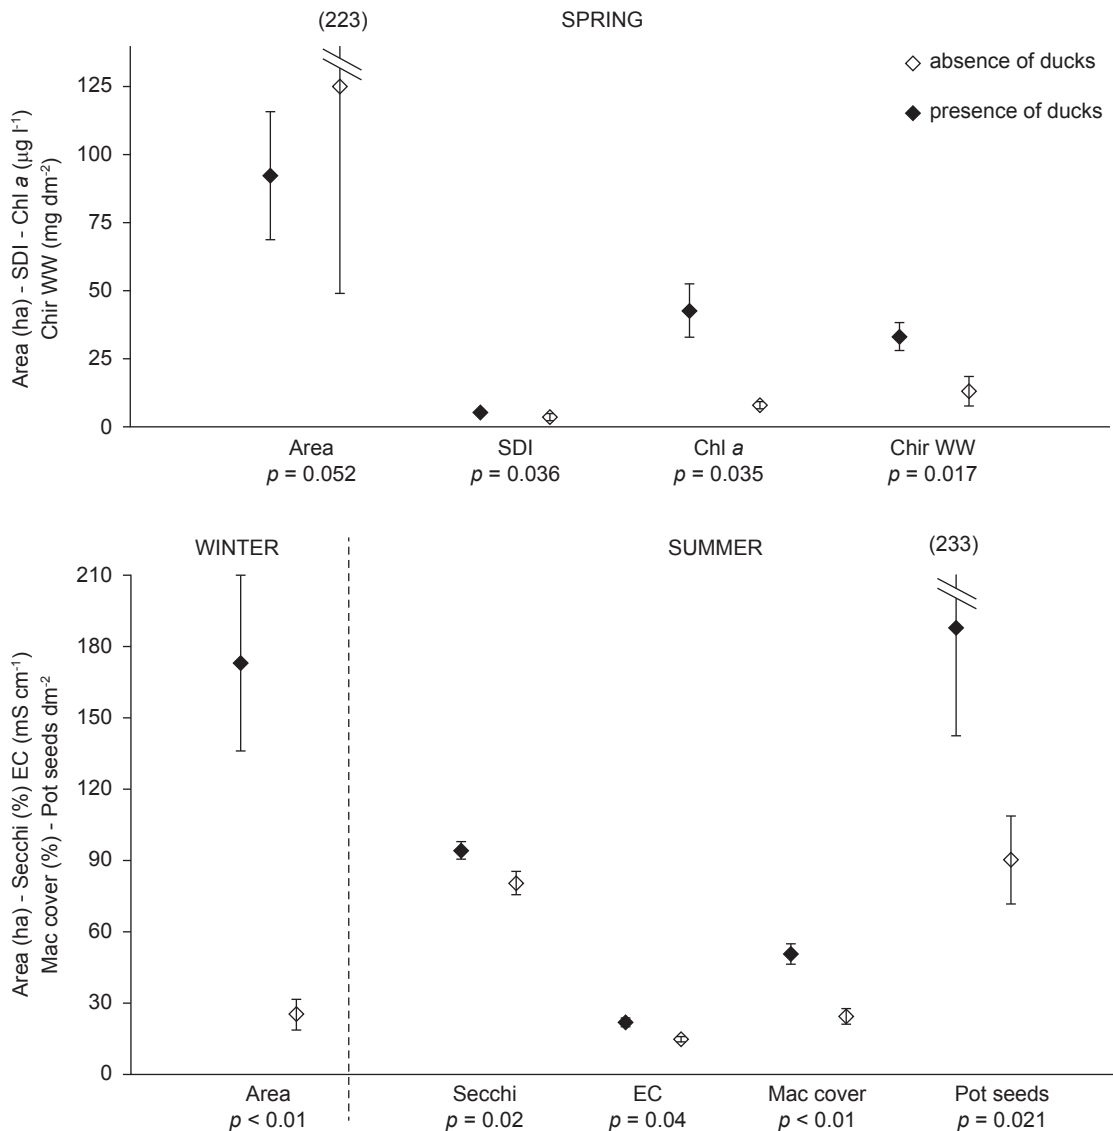 (223)
SPRING
absence of ducks
presence of ducks
125
100
75
50
25
0
Area (ha) - SDI - Chl a (µg l⁻¹)
Chir WW (mg dm⁻²)
Area SDI Chl a Chir WW
p = 0.052 p = 0.036 p = 0.035 p = 0.017
WINTER SUMMER (233)
210
180
150
120
90
60
30
0
Area (ha) - Secchi (%) EC (mS cm⁻¹)
Mac cover (%) - Pot seeds dm⁻²
Area Secchi EC Mac cover Pot seeds
p < 0.01 p = 0.02 p = 0.04 p < 0.01 p = 0.021